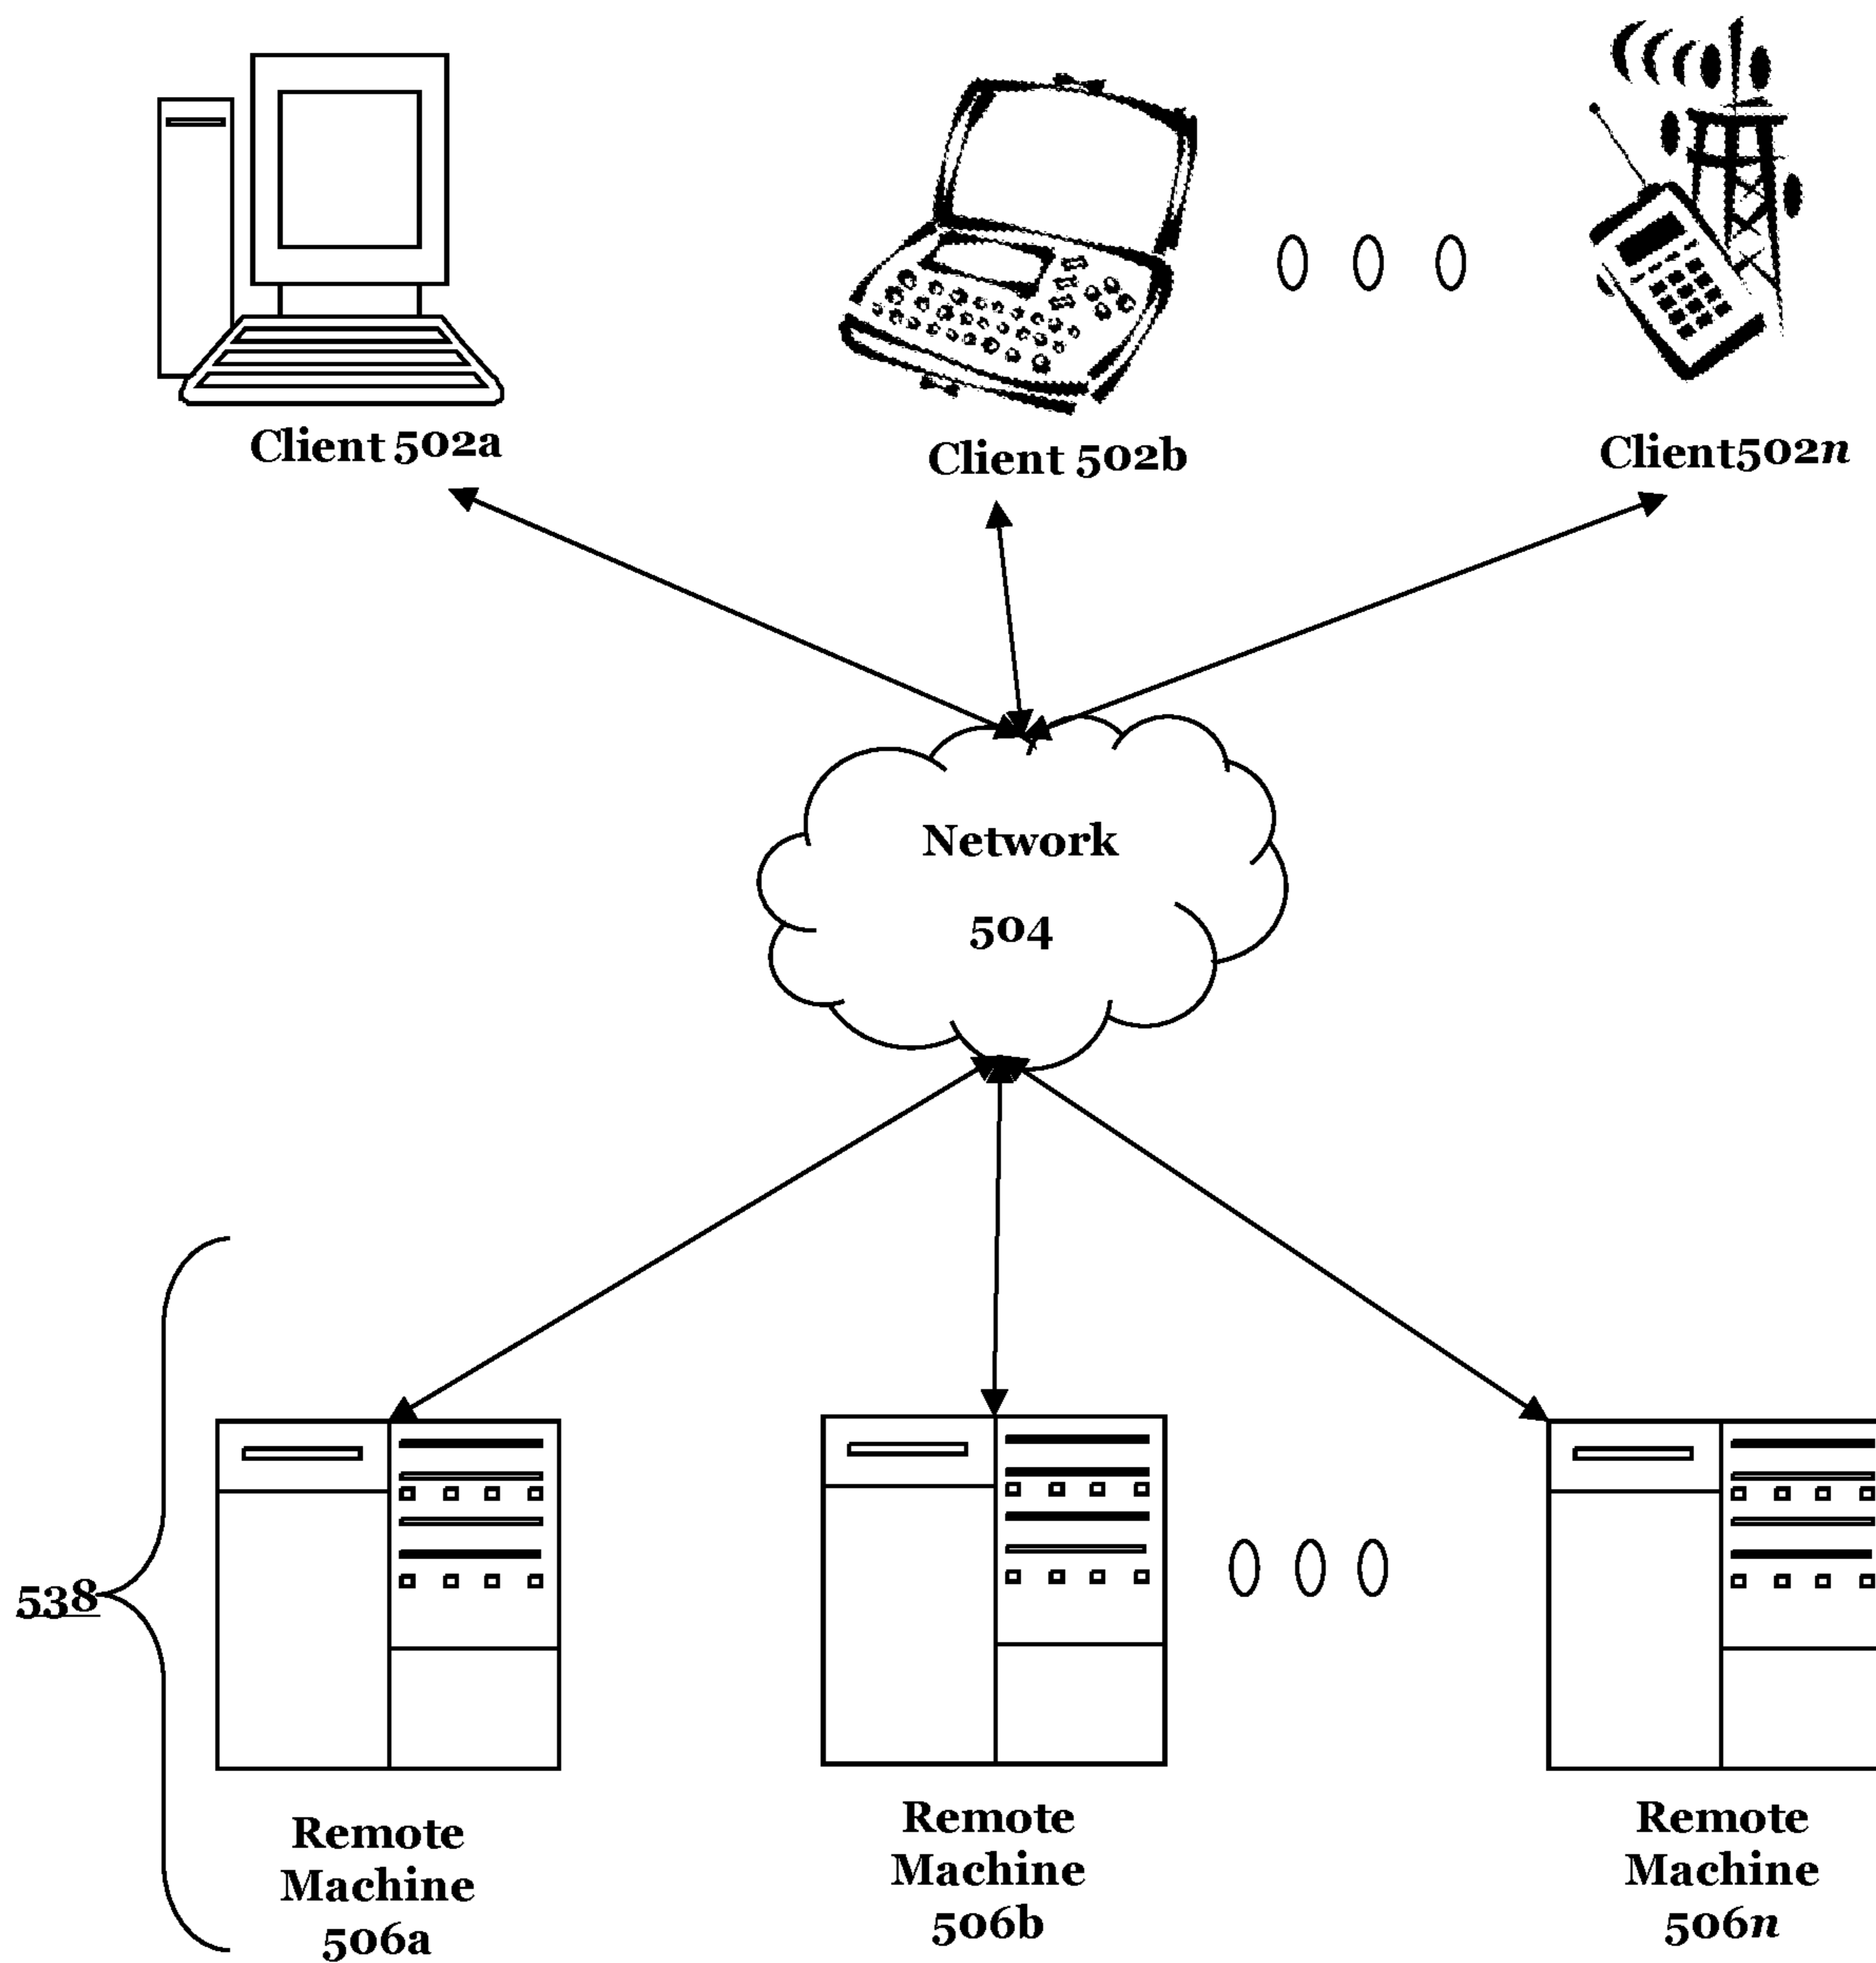 Client 502a
Client 502b
Client502n
Network
504
538
Remote
Machine
506a
Remote
Machine
506b
Remote
Machine
506n